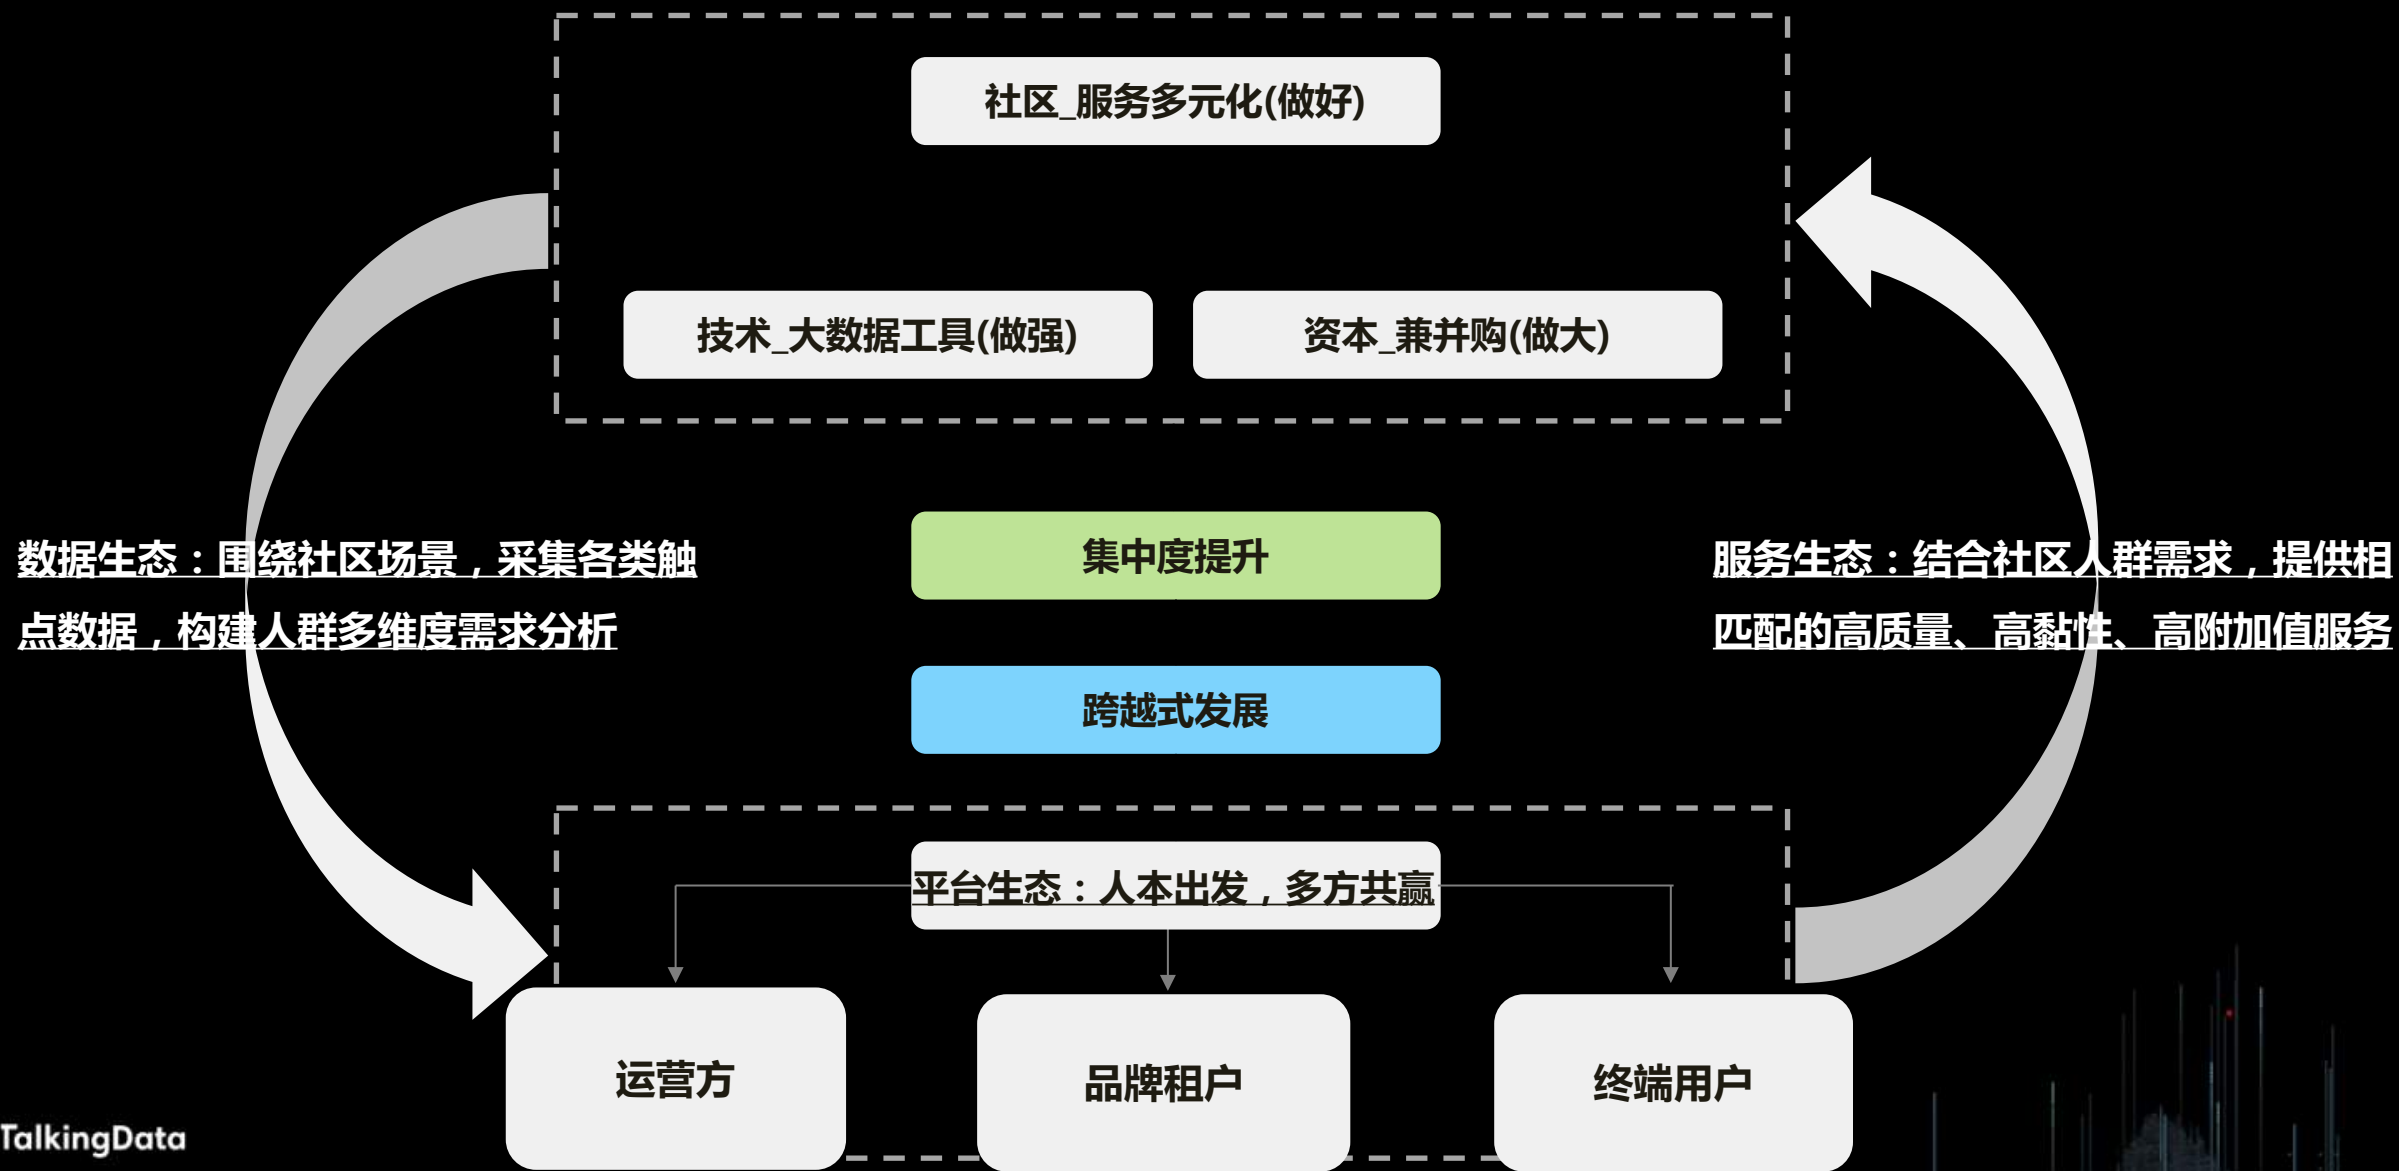 社区_服务多元化(做好)
技术_大数据工具(做强)
资本_兼并购(做大)
集中度提升
数据生态：围绕社区场景，采集各类触
点数据，构建人群多维度需求分析
服务生态：结合社区人群需求，提供相
匹配的高质量、高黏性、高附加值服务
跨越式发展
平台生态：人本出发，多方共赢
运营方
品牌租户
终端用户
TalkingData